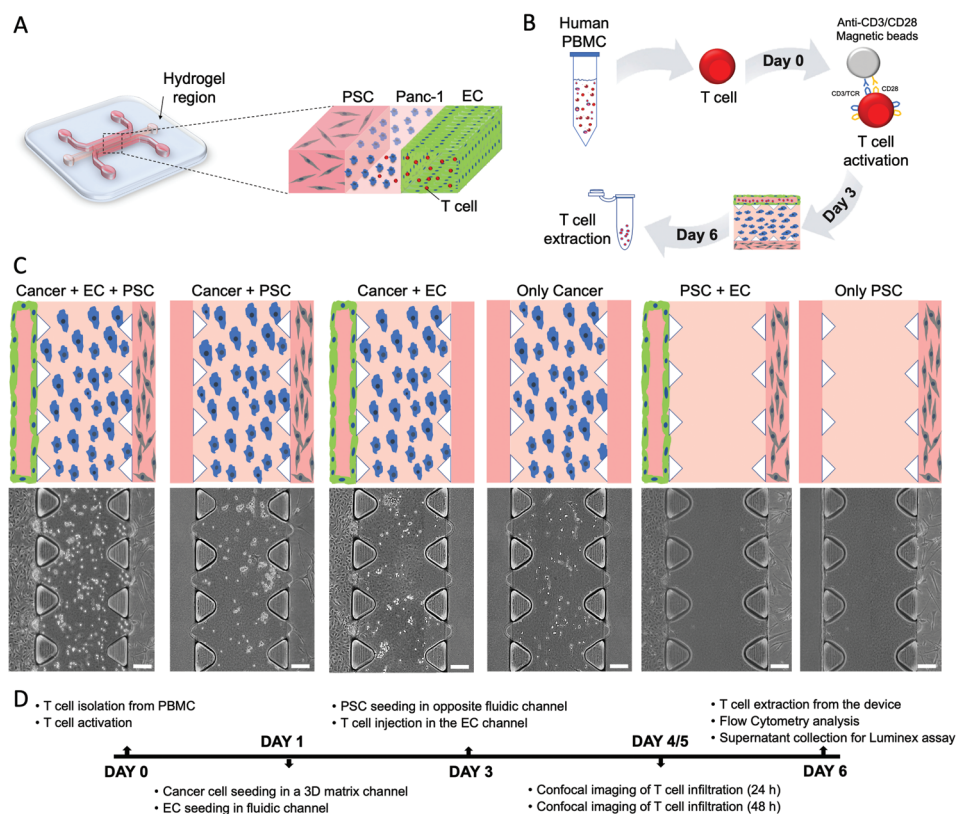 A
Hydrogel
region
PSC Panc-1 EC
T cell
B
Human
PBMC
T cell
Day 0
Anti-CD3/CD28
Magnetic beads
CD3/TCR
CD28
T cell
activation
Day 3
Day 6
T cell
extraction
C
Cancer + EC + PSC
Cancer + PSC
Cancer + EC
Only Cancer
PSC + EC
Only PSC
D
• T cell isolation from PBMC
• T cell activation
• PSC seeding in opposite fluidic channel
• T cell injection in the EC channel
• T cell extraction from the device
• Flow Cytometry analysis
• Supernatant collection for Luminex assay
DAY 1
DAY 4/5
DAY 0
DAY 3
DAY 6
• Cancer cell seeding in a 3D matrix channel
• EC seeding in fluidic channel
• Confocal imaging of T cell infiltration (24 h)
• Confocal imaging of T cell infiltration (48 h)